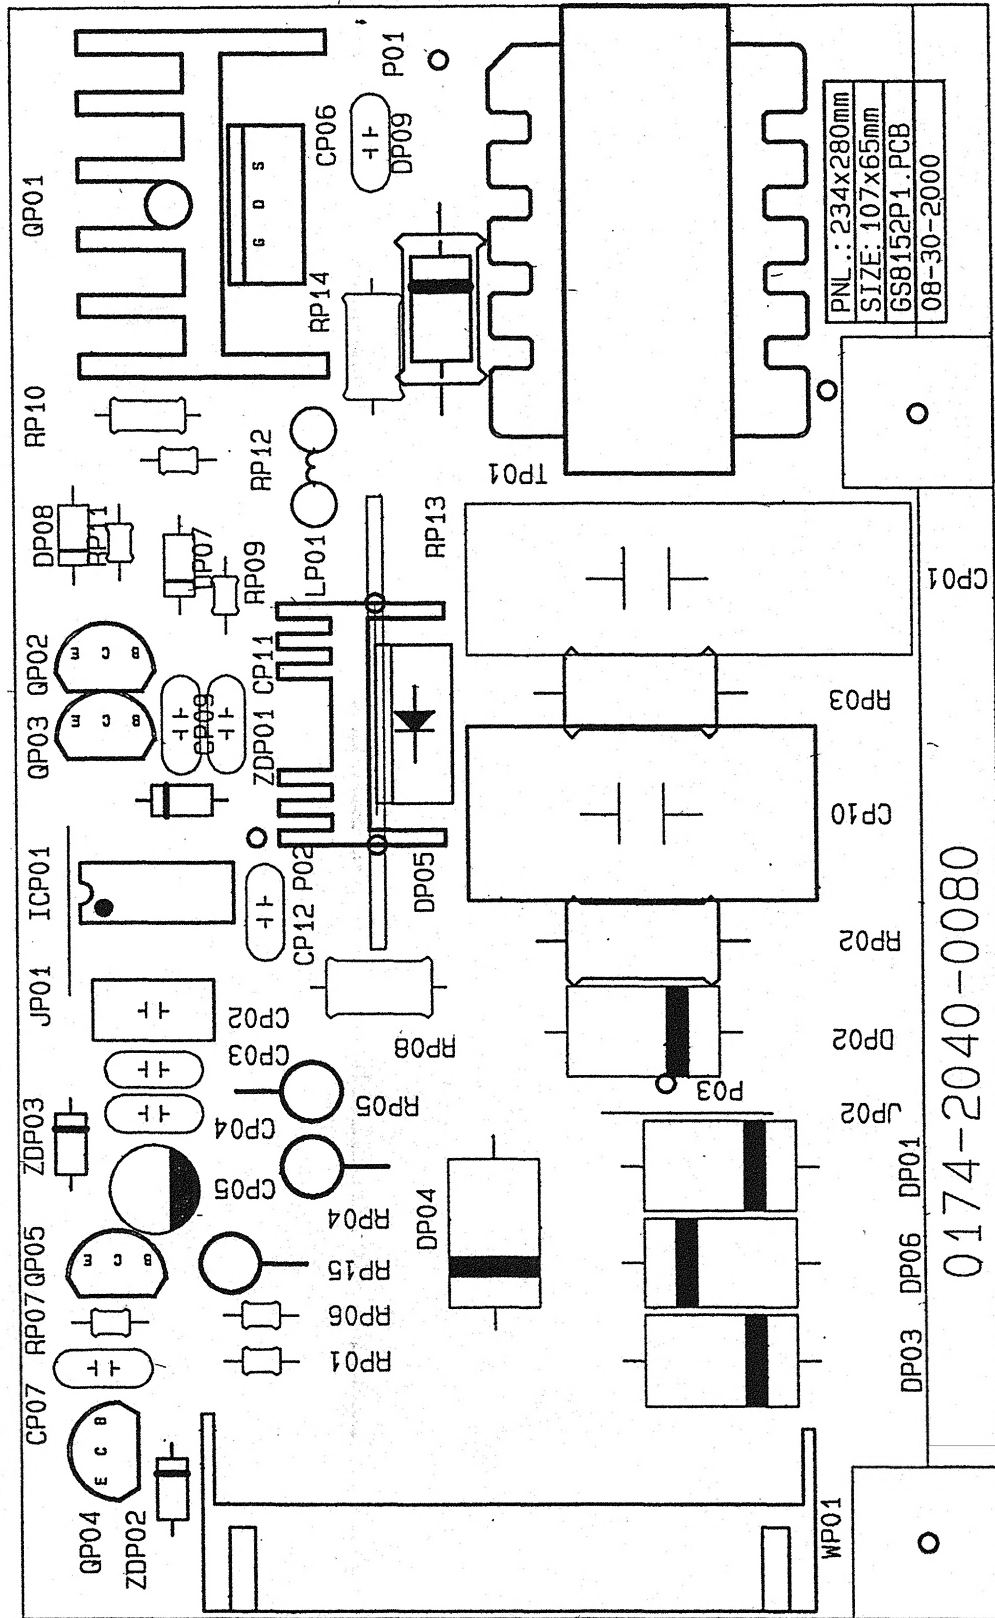 P01
CP06
DP09
QP01
S
D
G
RP14
PNL.: 234x280mm
SIZE: 107x65mm
GS8152P1.PCB
08-30-2000
RP10
RP12
TP01
DP08
RP11
RP09
LP01
RP13
CP01
QP02
E
C
B
CP11
RP03
QP03
E
C
B
CP09
ZDP01
CP10
ICP01
P02
CP12
DP05
RP02
JP01
CP02
RP08
DP02
CP03
P03
RP05
JP02
ZDP03
CP04
CP05
RP04
DP04
DP01
0174-2040-0080
QP05
E
C
B
RP15
DP06
RP07
RP06
RP01
DP03
CP07
B
C
E
QP04
ZDP02
WP01